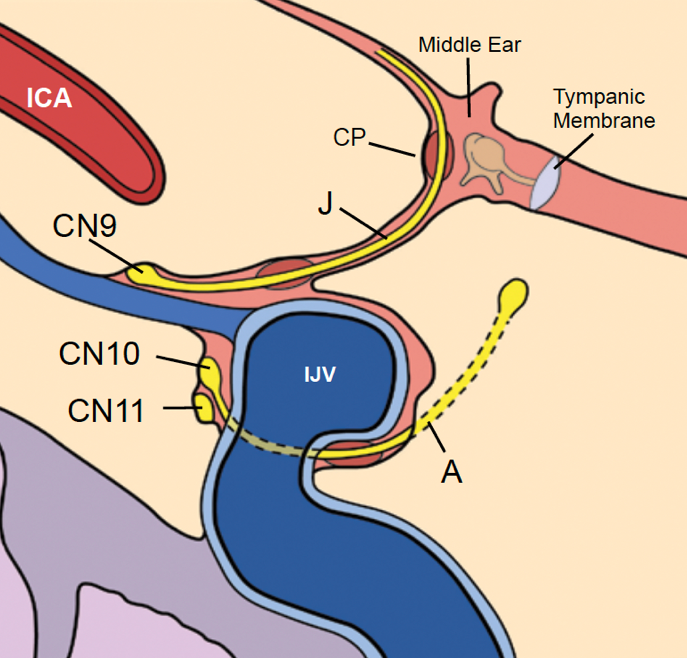 Middle Ear
ICA
Tympanic
Membrane
CP
J
CN9
CN10
IJV
CN11
A